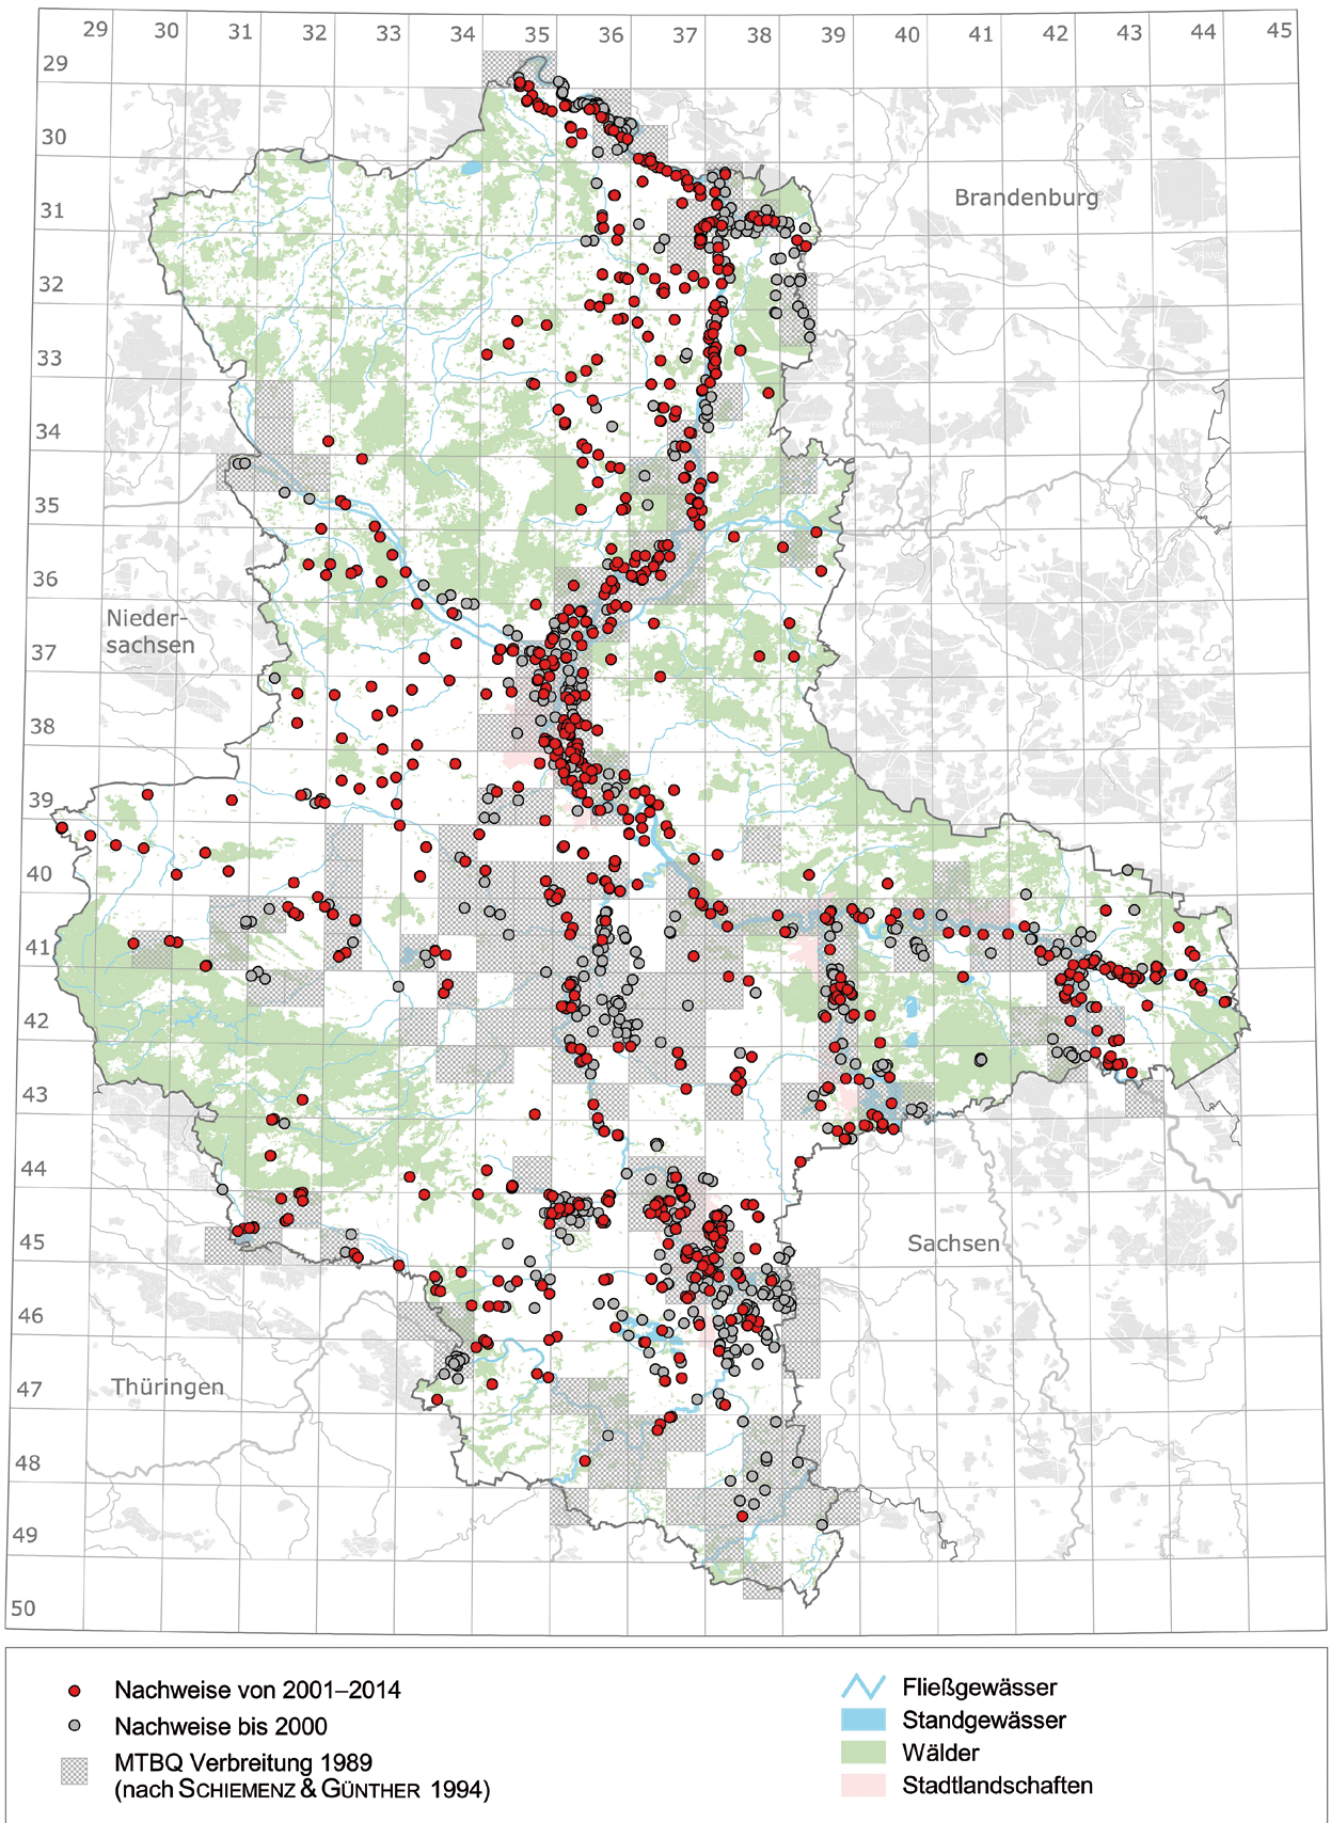 29 30 31 32 33 34 35 36 37 38 39 40 41 42 43 44 45
29
30
31
32
33
34
35
36
37
38
39
40
41
42
43
44
45
46
47
48
49
50
Brandenburg
Nieder-
sachsen
Sachsen
Thüringen
Nachweise von 2001–2014
Nachweise bis 2000
MTBQ Verbreitung 1989
(nach SCHIEMENZ & GÜNTHER 1994)
Fließgewässer
Standgewässer
Wälder
Stadtlandschaften